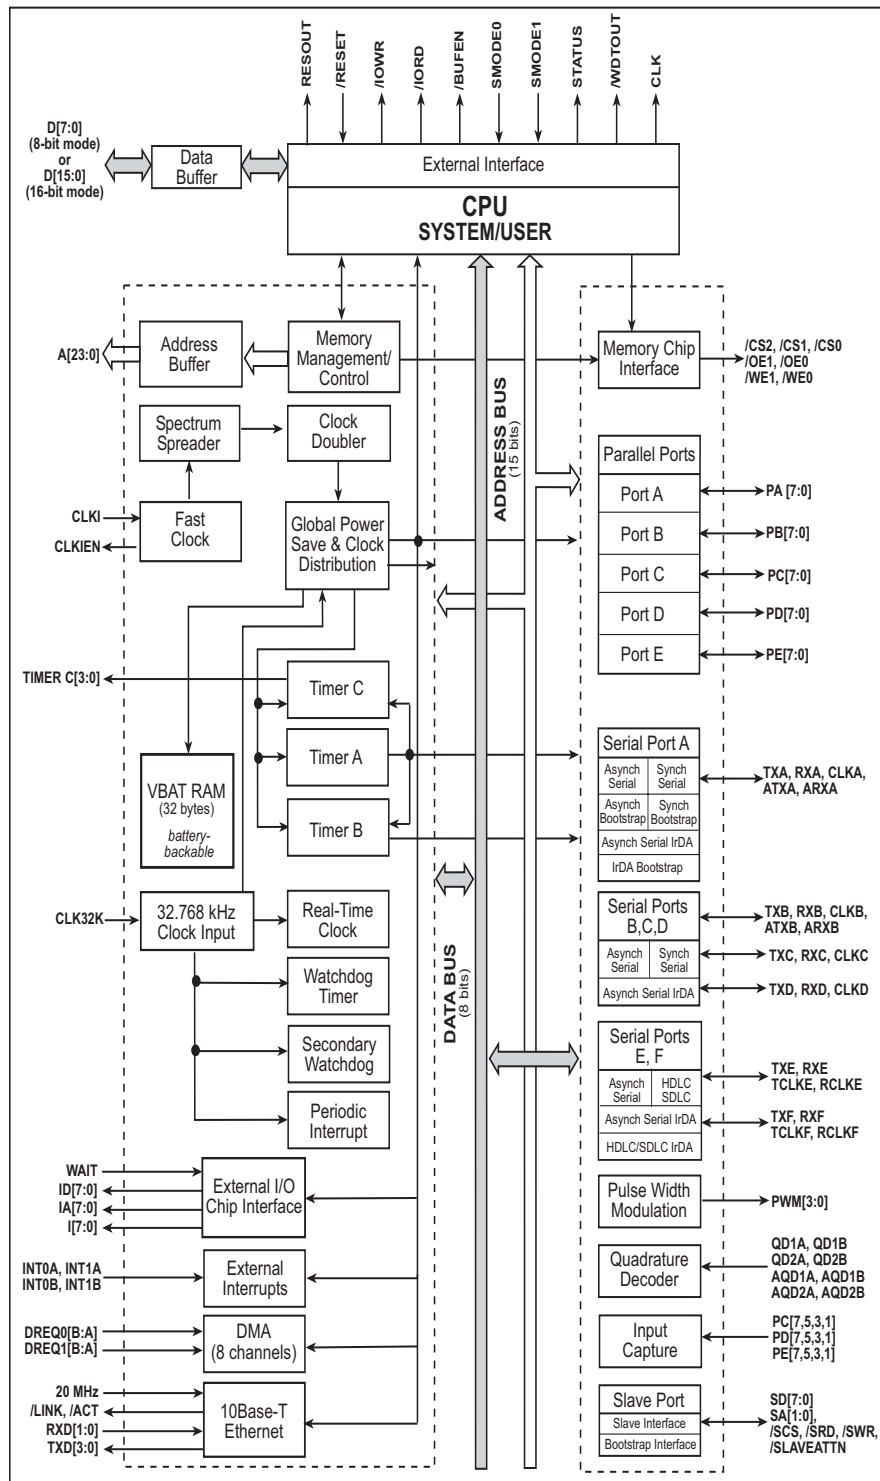 RESOUT
/RESET
/IOWR
/IORD
/BUFEN
SMODE0
SMODE1
STATUS
/WDTOUT
CLK
D[7:0]
(8-bit mode)
or
D[15:0]
(16-bit mode)
Data
Buffer
External Interface
CPU
SYSTEM/USER
A[23:0]
Address
Buffer
Memory
Management/
Control
Memory Chip
Interface
/CS2, /CS1, /CS0
/OE1, /OE0
/WE1, /WE0
Spectrum
Spreader
Clock
Doubler
ADDRESS BUS
(15 bits)
CLKI
CLKIEN
Fast
Clock
Global Power
Save & Clock
Distribution
Parallel Ports
Port A
PA [7:0]
Port B
PB[7:0]
Port C
PC[7:0]
Port D
PD[7:0]
Port E
PE[7:0]
TIMER C[3:0]
Timer C
Timer A
Timer B
VBAT RAM
(32 bytes)
battery-
backable
Serial Port A
Asynch
Serial
Synch
Serial
Asynch
Bootstrap
Synch
Bootstrap
Asynch Serial IrDA
IrDA Bootstrap
TXA, RXA, CLKA,
ATXA, ARXA
CLK32K
32.768 kHz
Clock Input
Real-Time
Clock
Watchdog
Timer
Secondary
Watchdog
Periodic
Interrupt
DATA BUS
(8 bits)
Serial Ports
B,C,D
Asynch
Serial
Synch
Serial
Asynch Serial IrDA
TXB, RXB, CLKB,
ATXB, ARXB
TXC, RXC, CLKC
TXD, RXD, CLKD
Serial Ports
E, F
Asynch
Serial
HDLC
SDLC
Asynch Serial IrDA
HDLC/SDLC IrDA
TXE, RXE
TCLKE, RCLKE
TXF, RXF
TCLKF, RCLKF
WAIT
ID[7:0]
IA[7:0]
I[7:0]
External I/O
Chip Interface
Pulse Width
Modulation
PWM[3:0]
INT0A, INT1A
INT0B, INT1B
External
Interrupts
Quadrature
Decoder
QD1A, QD1B
QD2A, QD2B
AQD1A, AQD1B
AQD2A, AQD2B
DREQ0[B:A]
DREQ1[B:A]
DMA
(8 channels)
Input
Capture
PC[7,5,3,1]
PD[7,5,3,1]
PE[7,5,3,1]
20 MHz
/LINK, /ACT
RXD[1:0]
TXD[3:0]
10Base-T
Ethernet
Slave Port
Slave Interface
Bootstrap Interface
SD[7:0]
SA[1:0],
/SCS, /SRD, /SWR,
/SLAVEATTN